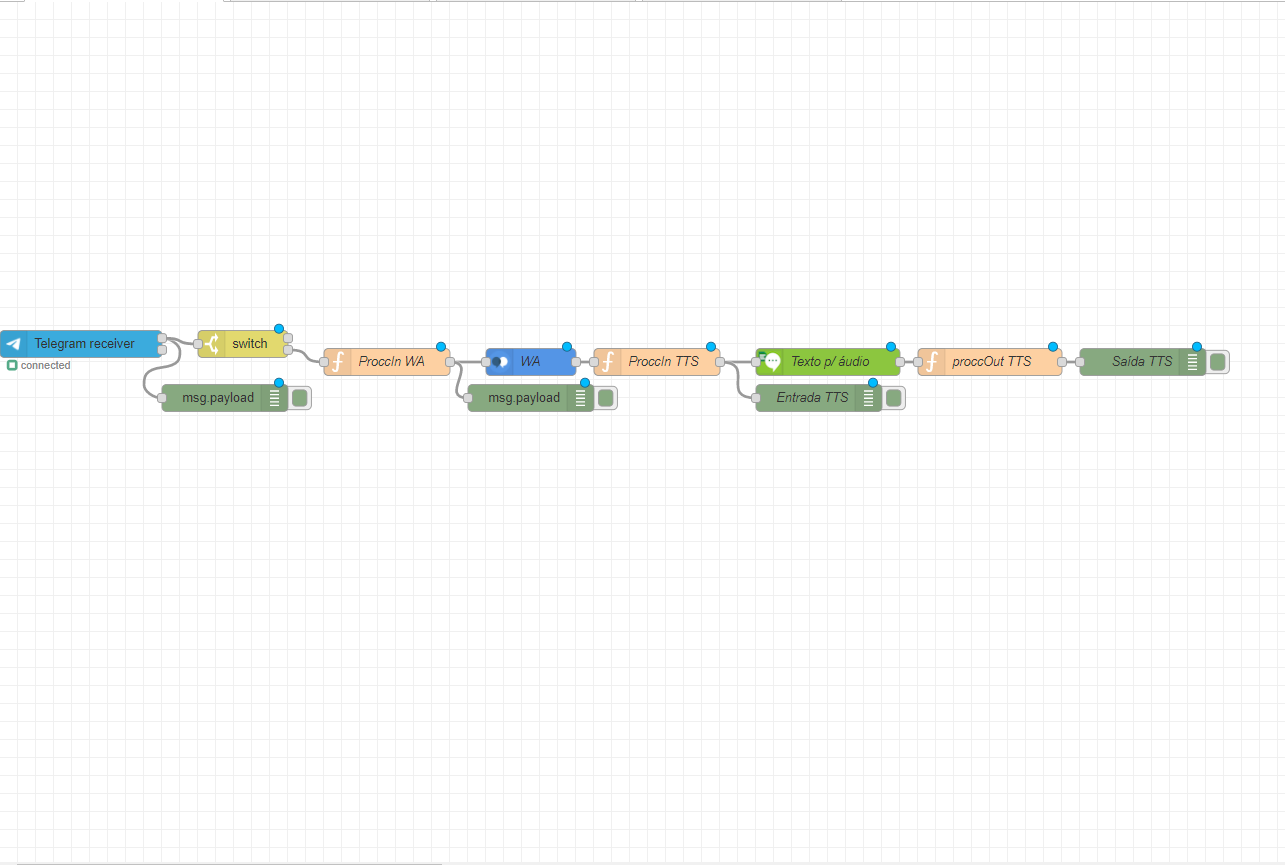 Telegram receiver
connected
switch
msg.payload
ProccIn WA
WA
msg.payload
ProccIn TTS
Texto p/ áudio
Entrada TTS
proccOut TTS
Saída TTS